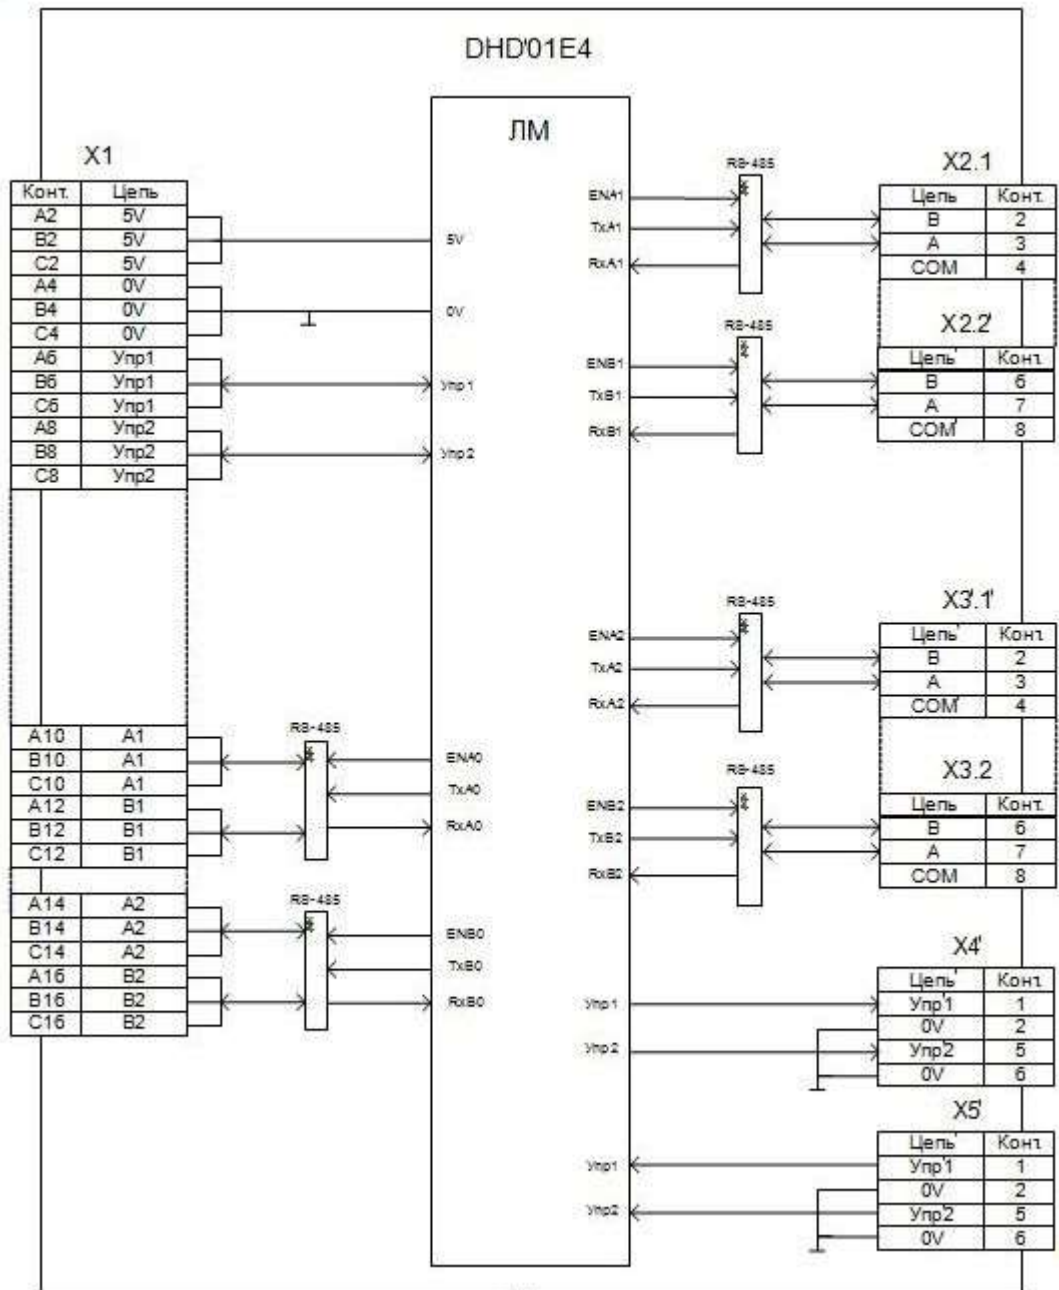 DHD'01E4
ЛМ
X1
Конт. Цепь
A2 5V
B2 5V
C2 5V
A4 0V
B4 0V
C4 0V
A6 Упр1
B6 Упр1
C6 Упр1
A8 Упр2
B8 Упр2
C8 Упр2
A10 A1
B10 A1
C10 A1
A12 B1
B12 B1
C12 B1
A14 A2
B14 A2
C14 A2
A16 B2
B16 B2
C16 B2
RS-485
RS-485
5V
0V
Упр1
Упр2
ENA0
TxA0
RxA0
ENB0
TxB0
RxB0
ENA1
TxA1
RxA1
ENB1
TxB1
RxB1
ENA2
TxA2
RxA2
ENB2
TxB2
RxB2
Упр1
Упр2
Упр1
Упр2
RS-485
RS-485
RS-485
RS-485
X2.1
Цепь Конт.
B 2
A 3
COM 4
X2.2'
Цепь' Конт.
B 6
A 7
COM' 8
X3'.1'
Цепь' Конт.
B 2
A 3
COM' 4
X3.2
Цепь Конт.
B 6
A 7
COM 8
X4'
Цепь' Конт.
Упр'1 1
0V 2
Упр'2 5
0V 6
X5'
Цепь' Конт.
Упр'1 1
0V 2
Упр2 5
0V 6